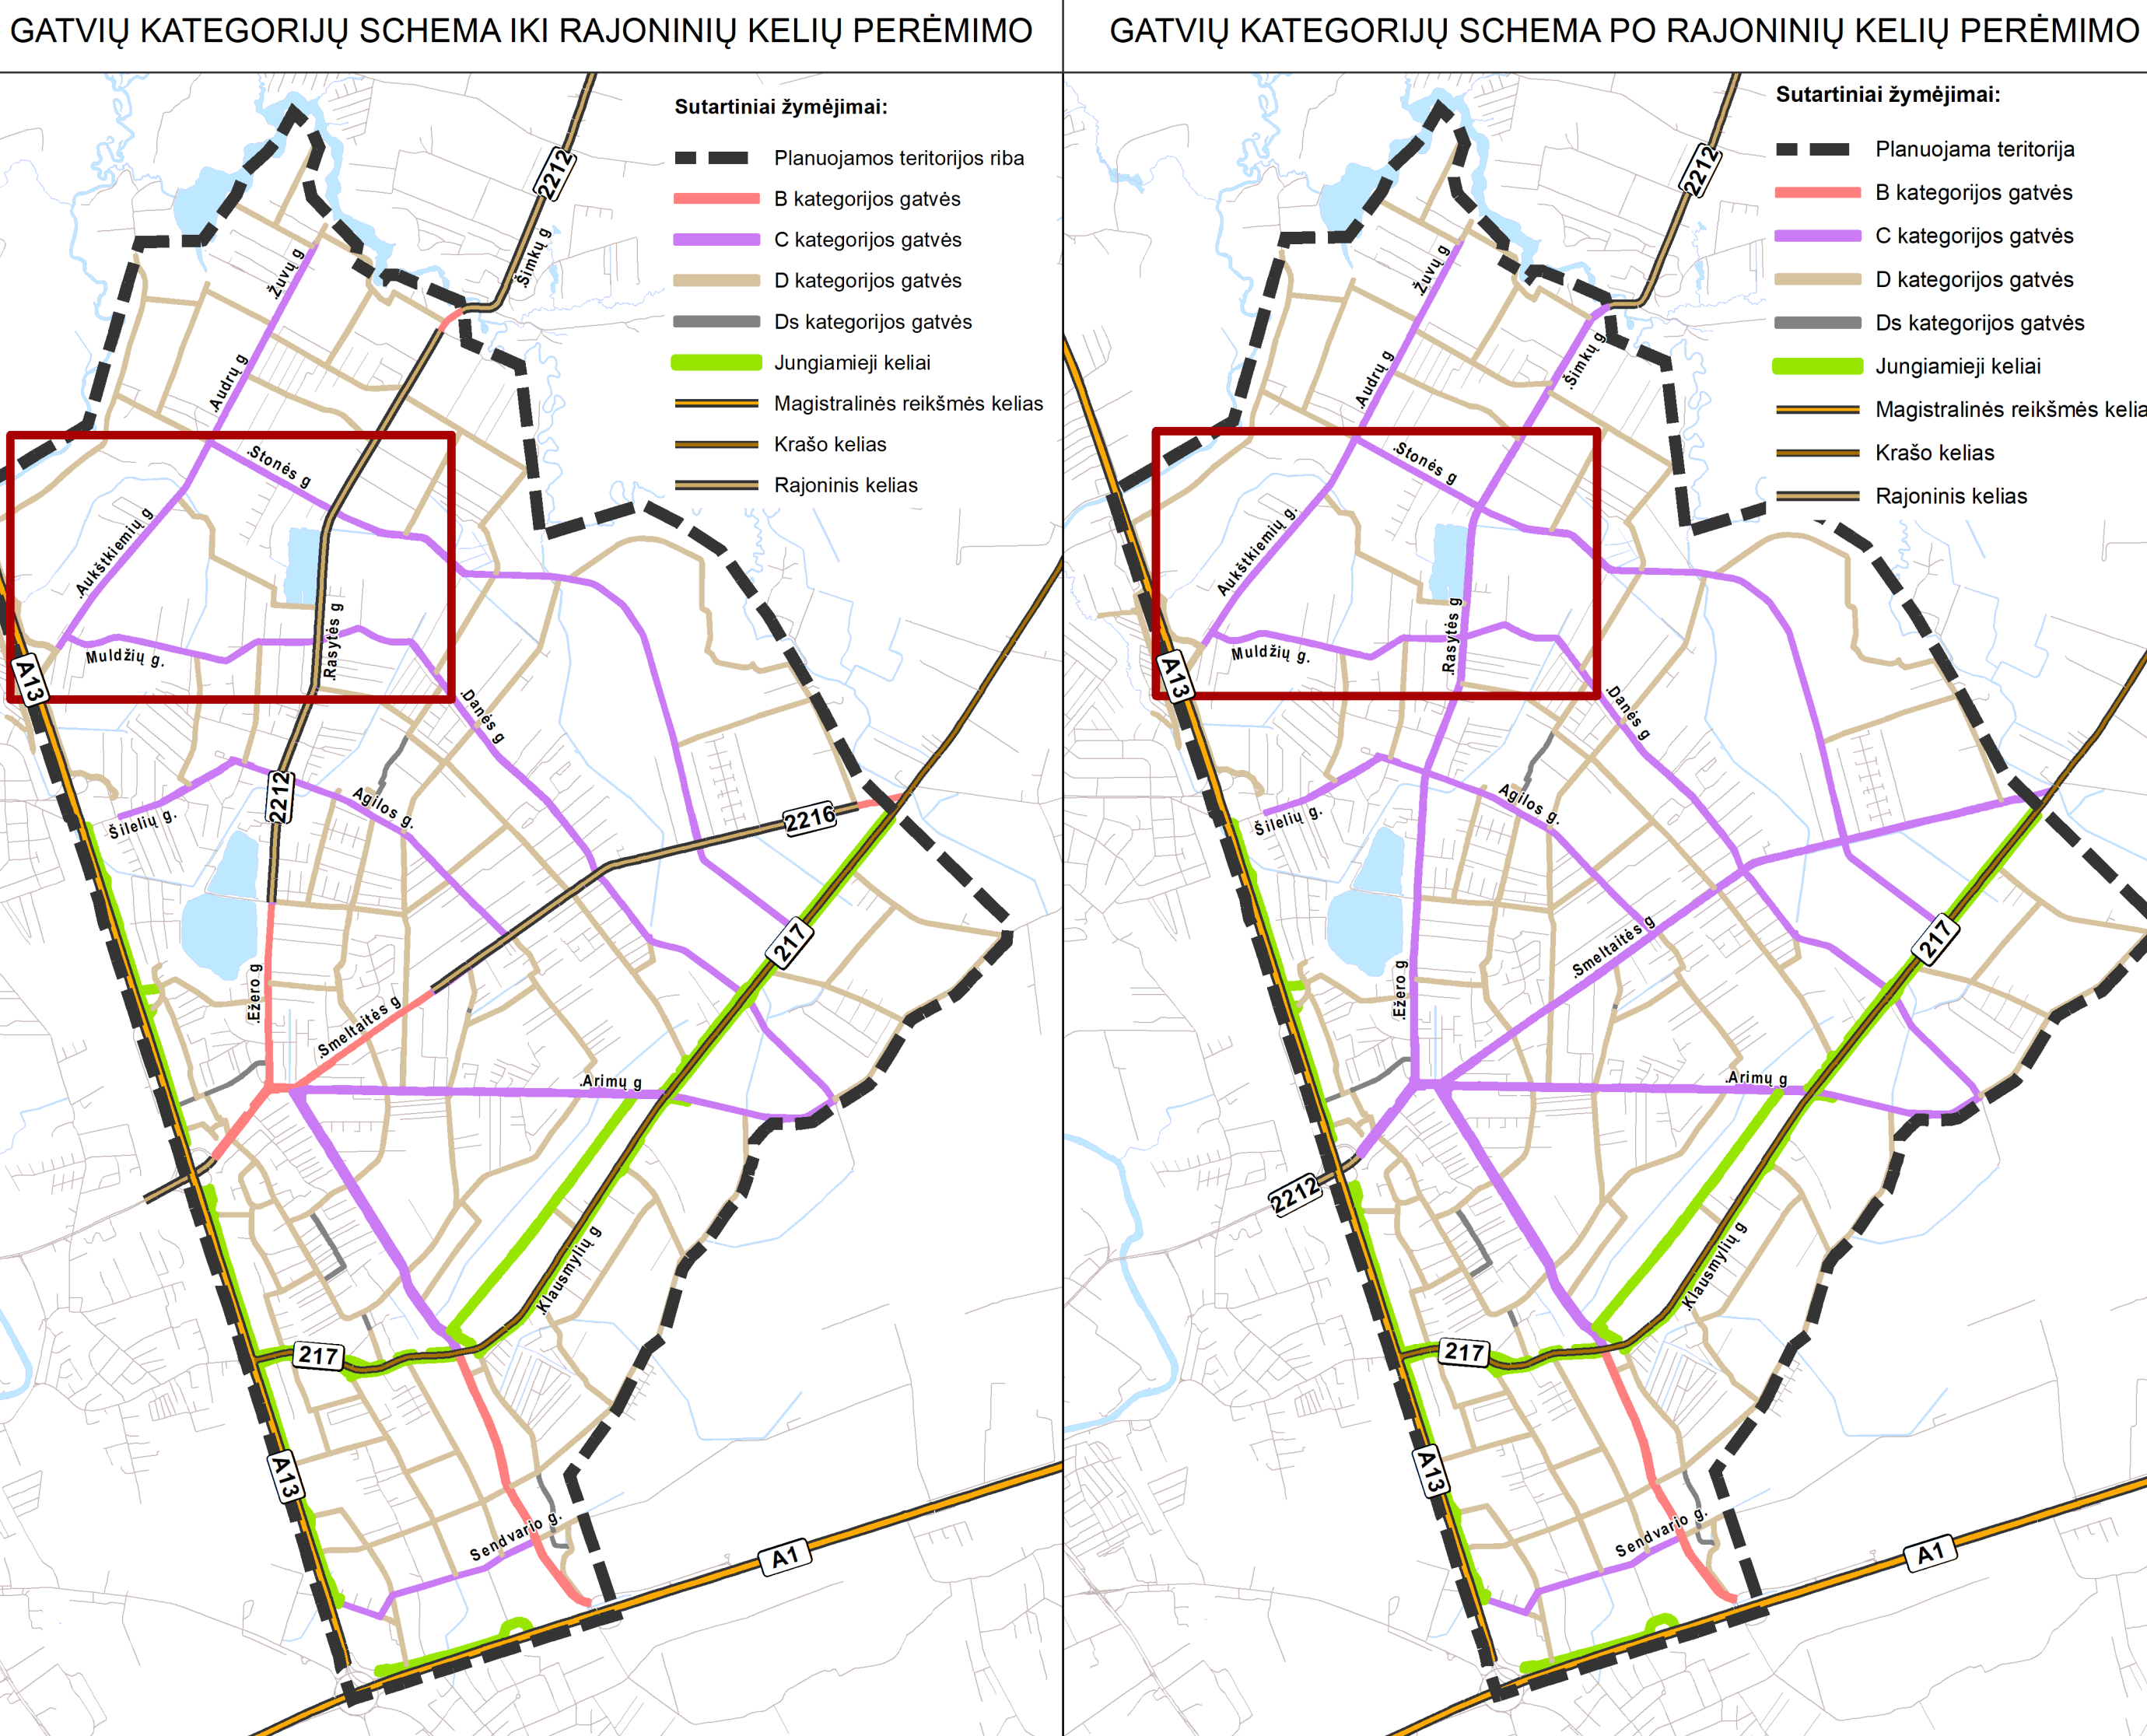 GATVIŲ KATEGORIJŲ SCHEMA IKI RAJONINIŲ KELIŲ PERĖMIMO
Sutartiniai žymėjimai:
Planuojamos teritorijos riba
B kategorijos gatvės
C kategorijos gatvės
D kategorijos gatvės
Ds kategorijos gatvės
Jungiamieji keliai
Magistralinės reikšmės kelias
Krašo kelias
Rajoninis kelias
2212
.Šimkų g
.Žuvų g
.Audrų g
.Stonės g
.Aukštkiemių g
.Rasytės g
Muldžių g.
A13
.Danės g
2212
Agilos g.
Šilelių g.
2216
217
.Ežero g
.Smeltaitės g
.Arimų g
.Klausmylių g
217
A13
Sendvario g.
A1
GATVIŲ KATEGORIJŲ SCHEMA PO RAJONINIŲ KELIŲ PERĖMIMO
Sutartiniai žymėjimai:
Planuojama teritorija
B kategorijos gatvės
C kategorijos gatvės
D kategorijos gatvės
Ds kategorijos gatvės
Jungiamieji keliai
Magistralinės reikšmės kelia
Krašo kelias
Rajoninis kelias
2212
.Žuvų g
.Šimkų g
.Audrų g
.Stonės g
Aukštkiemių g.
.Rasytės g
Muldžių g.
A13
.Danės g
Agilos g.
Šilelių g.
217
.Smeltaitės g
.Ežero g
.Arimų g
2212
.Klausmylių g
217
A13
Sendvario g.
A1